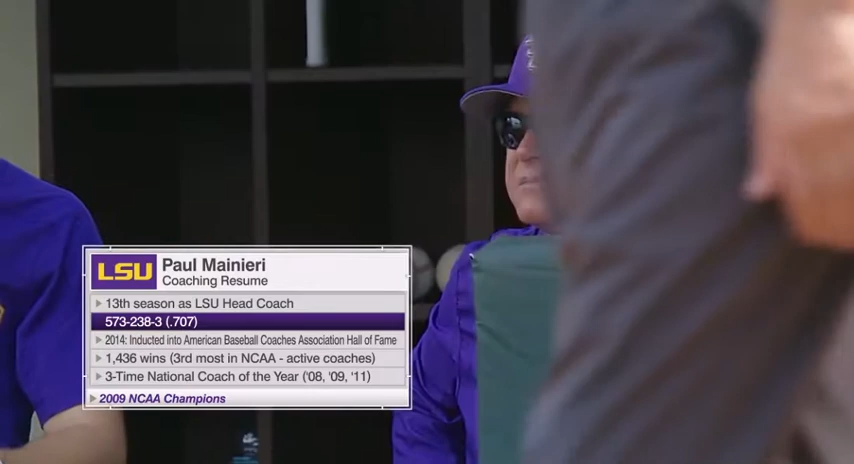 LSU
Paul Mainieri
Coaching Resume
13th season as LSU Head Coach
573-238-3 (.707)
2014: Inducted into American Baseball Coaches Association Hall of Fame
1,436 wins (3rd most in NCAA - active coaches)
3-Time National Coach of the Year ('08, '09, '11)
2009 NCAA Champions